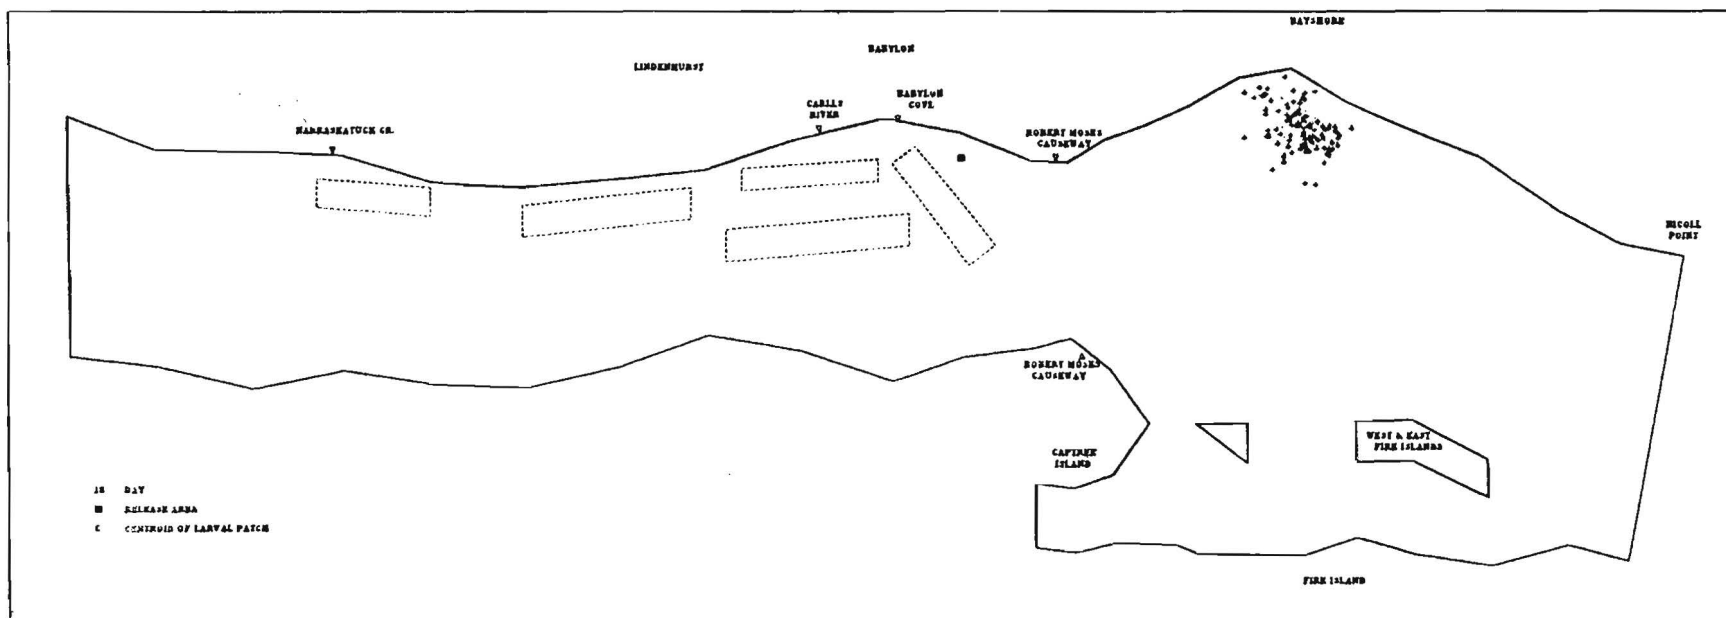 BAYSHORE
BABYLON
LINDENHURST
CARLLS
RIVER
BABYLON
COVE
NARRASKATUCK CR.
ROBERT MOSES
CAUSEWAY
NICOLL
POINT
ROBERT MOSES
CAUSEWAY
WEST & EAST
FIRE ISLANDS
CAPTREE
ISLAND
DAY
RELEASE AREA
C CENTROID OF LARVAL PATCH
FIRE ISLAND